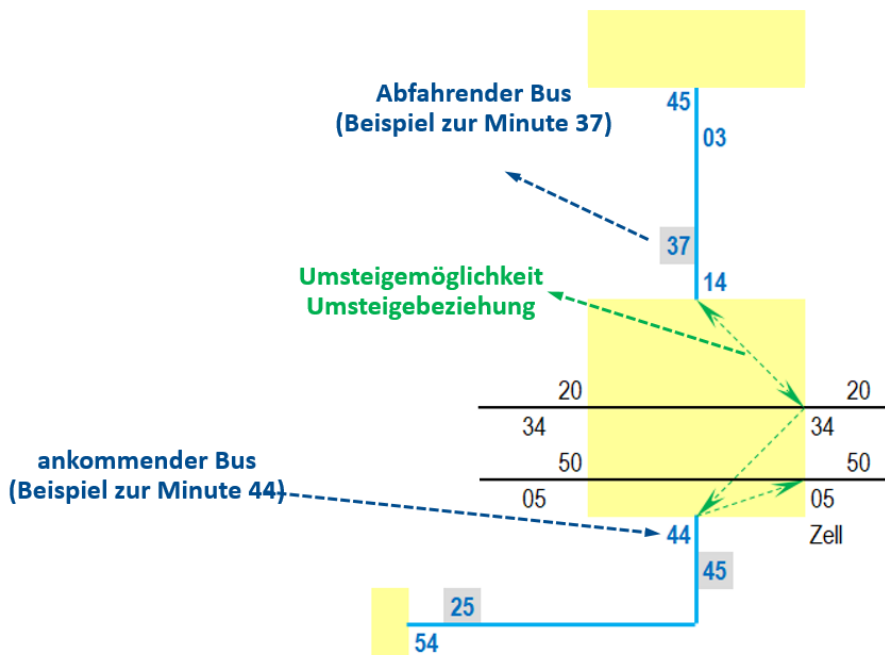 Abfahrender Bus
(Beispiel zur Minute 37)
45
03
37
14
Umsteigemöglichkeit
Umsteigebeziehung
20
20
34
34
ankommender Bus
(Beispiel zur Minute 44)
50
50
05
05
44
Zell
45
25
54